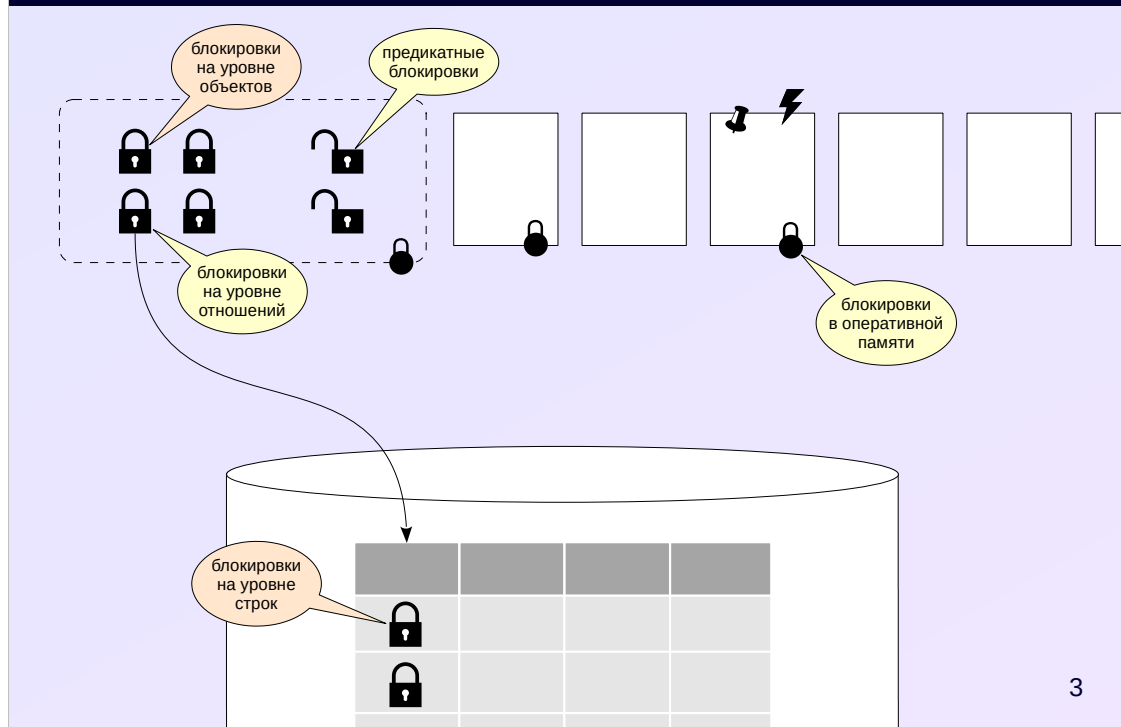 блокировки
на уровне
объектов
предикатные
блокировки
блокировки
на уровне
отношений
блокировки
в оперативной
памяти
блокировки
на уровне
строк
3